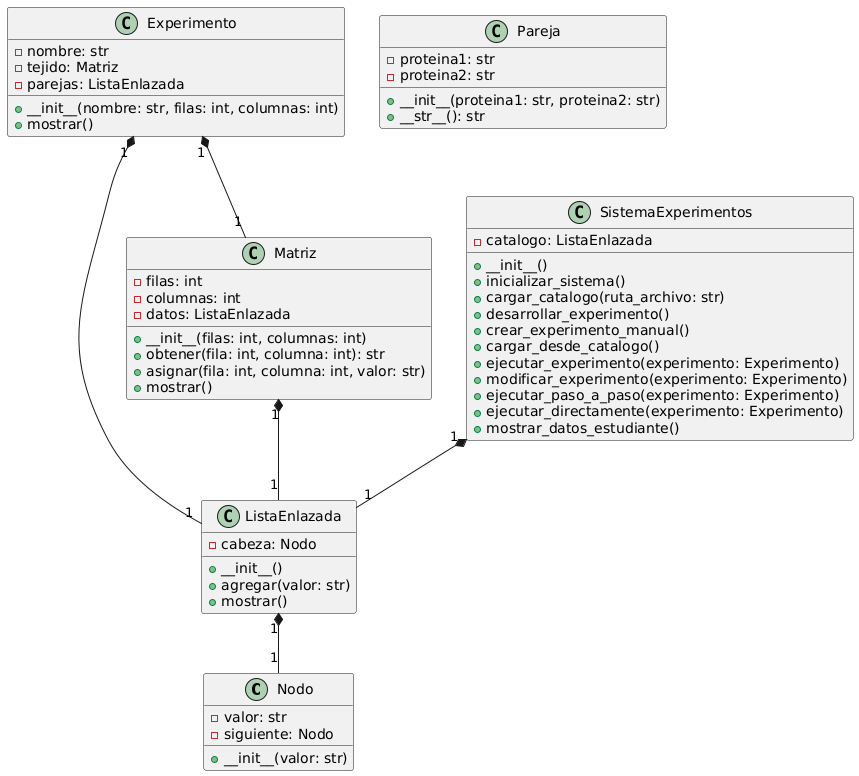 C Experimento
nombre: str
tejido: Matriz
parejas: ListaEnlazada
__init__(nombre: str, filas: int, columnas: int)
mostrar()
C Pareja
proteina1: str
proteina2: str
__init__(proteina1: str, proteina2: str)
__str__(): str
1
1
1
C Matriz
filas: int
columnas: int
datos: ListaEnlazada
__init__(filas: int, columnas: int)
obtener(fila: int, columna: int): str
asignar(fila: int, columna: int, valor: str)
mostrar()
C SistemaExperimentos
catalogo: ListaEnlazada
__init__()
inicializar_sistema()
cargar_catalogo(ruta_archivo: str)
desarrollar_experimento()
crear_experimento_manual()
cargar_desde_catalogo()
ejecutar_experimento(experimento: Experimento)
modificar_experimento(experimento: Experimento)
ejecutar_paso_a_paso(experimento: Experimento)
ejecutar_directamente(experimento: Experimento)
mostrar_datos_estudiante()
1
1
1
1
1
C ListaEnlazada
cabeza: Nodo
__init__()
agregar(valor: str)
mostrar()
1
1
C Nodo
valor: str
siguiente: Nodo
__init__(valor: str)